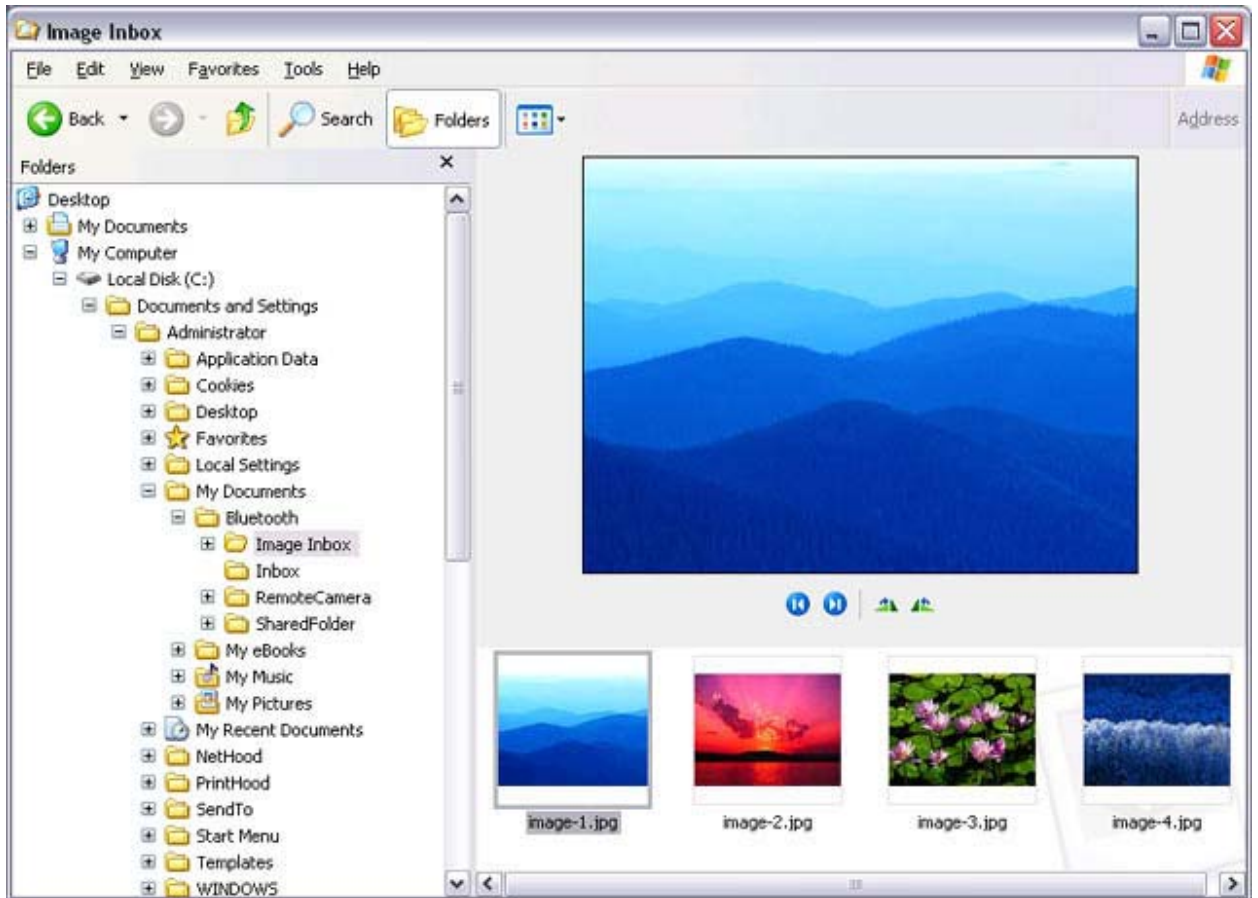 Image Inbox
File Edit View Favorites Tools Help
Back Search Folders Address
Folders
Desktop
My Documents
My Computer
Local Disk (C:)
Documents and Settings
Administrator
Application Data
Cookies
Desktop
Favorites
Local Settings
My Documents
Bluetooth
Image Inbox
Inbox
RemoteCamera
SharedFolder
My eBooks
My Music
My Pictures
My Recent Documents
NetHood
PrintHood
SendTo
Start Menu
Templates
WINDOWS
image-1.jpg image-2.jpg image-3.jpg image-4.jpg